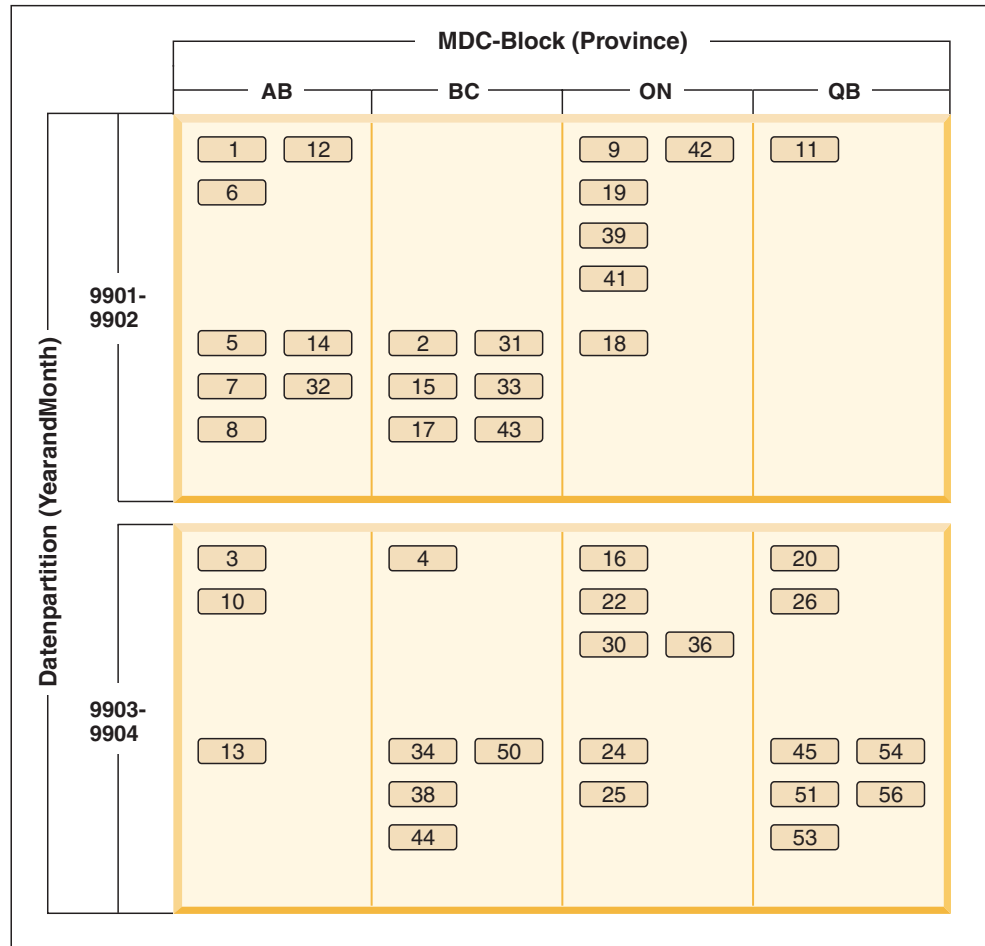 MDC-Block (Province)
AB BC ON QB
Datenpartition (YearandMonth)
9901-
9902
1 12 9 42 11
6 19
39
41
5 14 2 31 18
7 32 15 33
8 17 43
9903-
9904
3 4 16 20
10 22 26
30 36
13 34 50 24 45 54
38 25 51 56
44 53